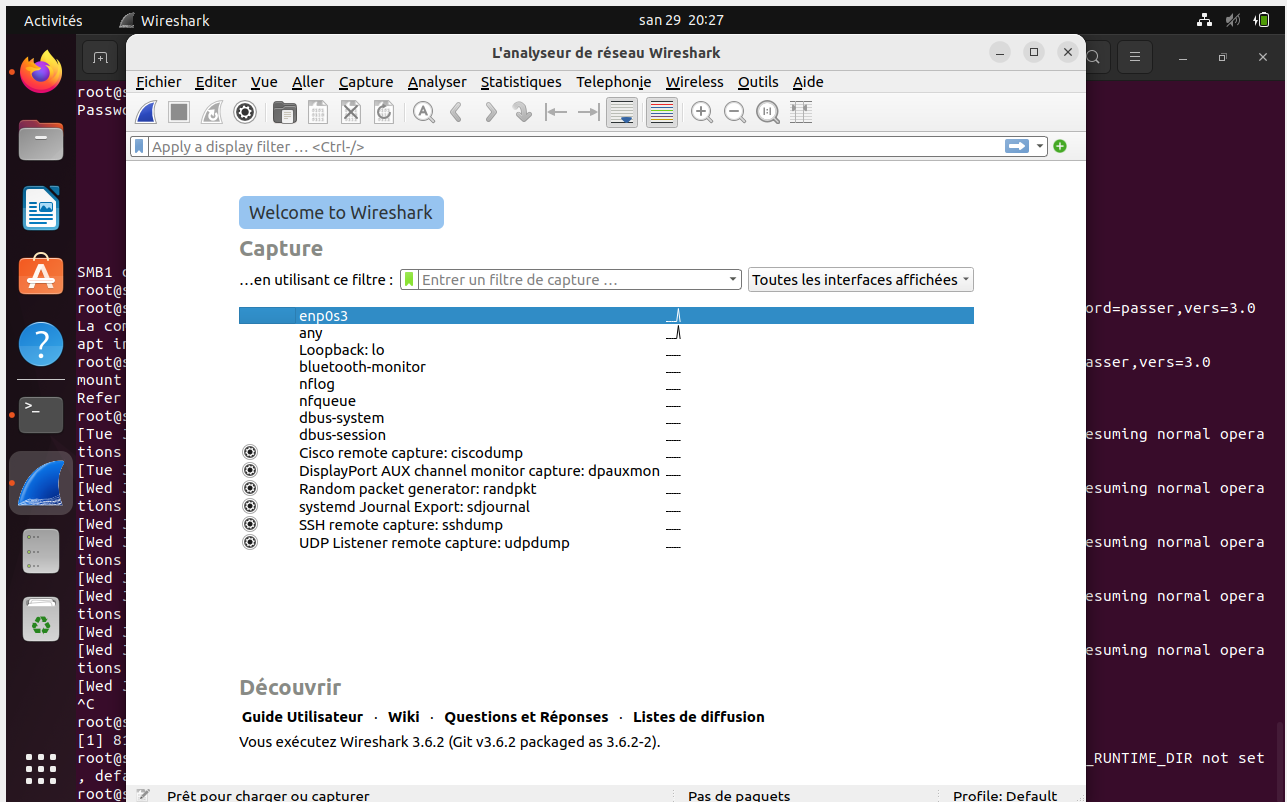 Activités Wireshark san 29 20:27
L'analyseur de réseau Wireshark
Fichier Editer Vue Aller Capture Analyser Statistiques Telephonie Wireless Outils Aide
Apply a display filter … <Ctrl-/>
Welcome to Wireshark
Capture
…en utilisant ce filtre : Entrer un filtre de capture … Toutes les interfaces affichées
enp0s3
any
Loopback: lo
bluetooth-monitor
nflog
nfqueue
dbus-system
dbus-session
Cisco remote capture: ciscodump
DisplayPort AUX channel monitor capture: dpauxmon
Random packet generator: randpkt
systemd Journal Export: sdjournal
SSH remote capture: sshdump
UDP Listener remote capture: udpdump
Découvrir
Guide Utilisateur · Wiki · Questions et Réponses · Listes de diffusion
Vous exécutez Wireshark 3.6.2 (Git v3.6.2 packaged as 3.6.2-2).
Prêt pour charger ou capturer Pas de paquets Profile: Default
root@s
Passwo
SMB1
root@s
root@s ord=passer,vers=3.0
La com
apt in
root@s asser,vers=3.0
mount
Refer
root@s
[Tue J esuming normal opera
tions
[Tue J
[Wed J esuming normal opera
tions
[Wed J
[Wed J esuming normal opera
tions
[Wed J
[Wed J esuming normal opera
tions
[Wed J
[Wed J esuming normal opera
tions
[Wed J
^C
root@s
[1] 81
root@s _RUNTIME_DIR not set
, defa
root@s